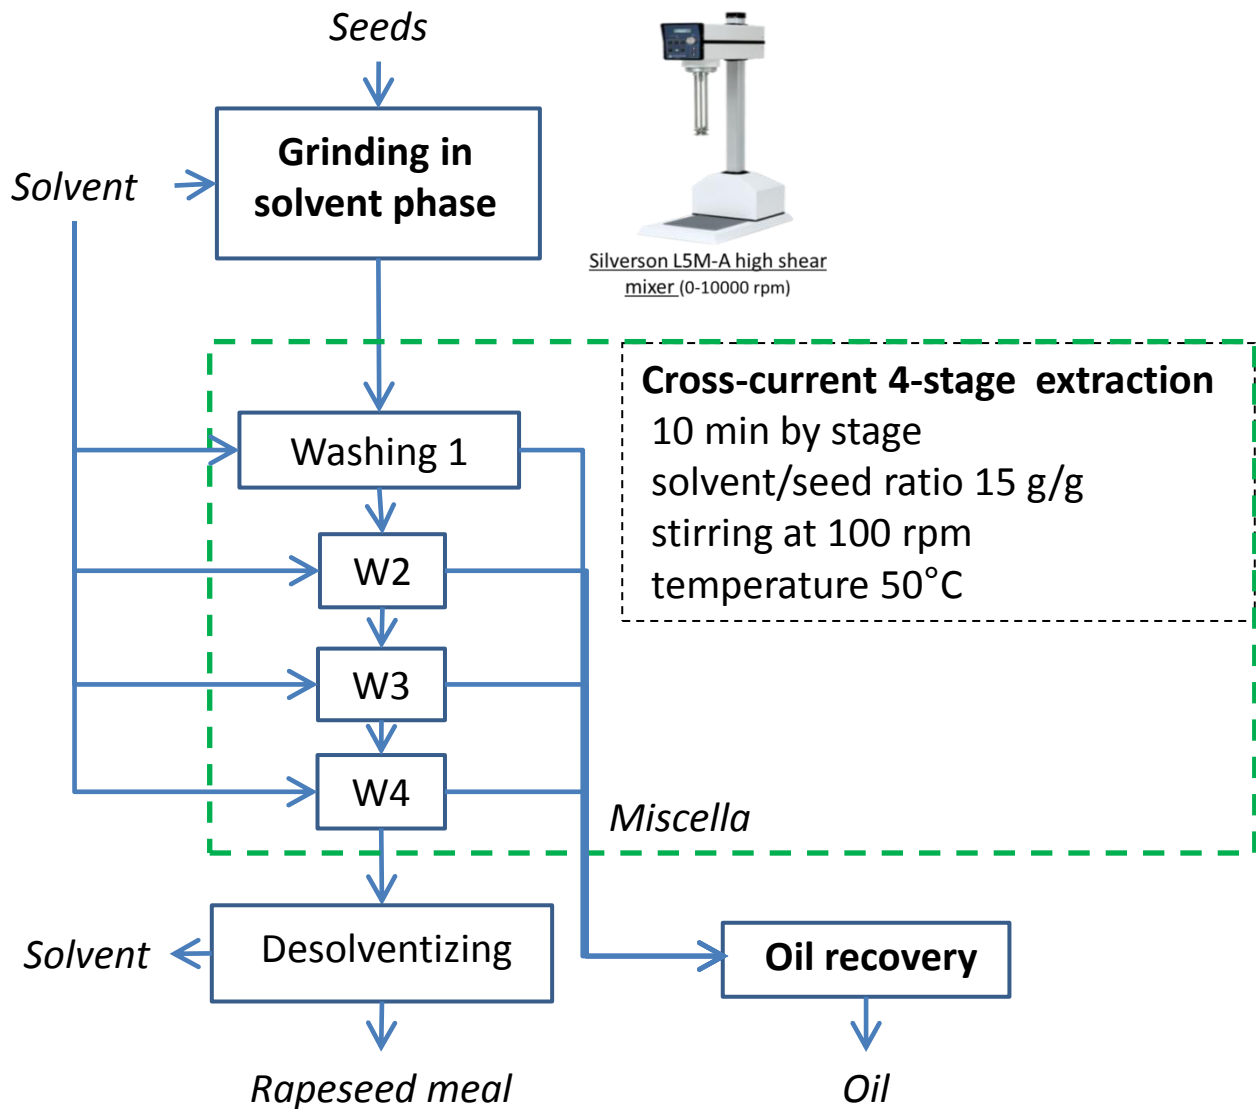 Seeds
Grinding in
solvent phase
Solvent
Silverson L5M-A high shear
mixer (0-10000 rpm)
Cross-current 4-stage extraction
10 min by stage
solvent/seed ratio 15 g/g
stirring at 100 rpm
temperature 50°C
Washing 1
W2
W3
W4
Miscella
Desolventizing
Solvent
Oil recovery
Rapeseed meal
Oil